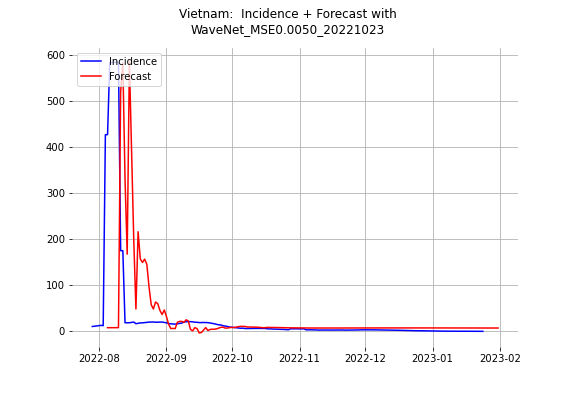 Vietnam:  Incidence + Forecast with
WaveNet_MSE0.0050_20221023
Incidence
Forecast
600
500
400
300
200
100
0
2022-08 2022-09 2022-10 2022-11 2022-12 2023-01 2023-02